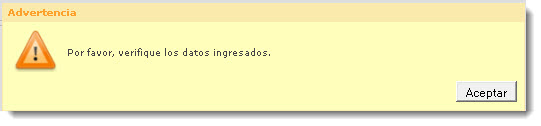 Advertencia
Por favor, verifique los datos ingresados.
Aceptar